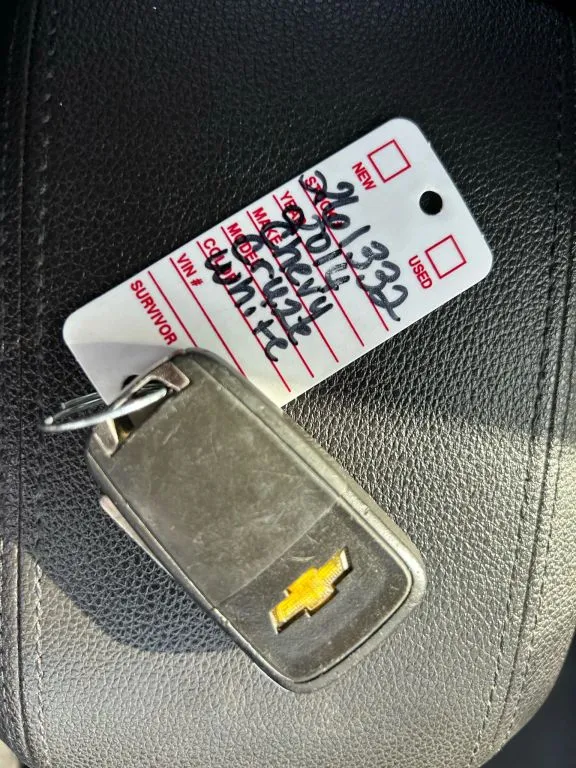 NEW USED
STOCK 261332
YEAR 2014
MAKE Chevy
MODEL Cruze
COLOR White
VIN #
SURVIVOR